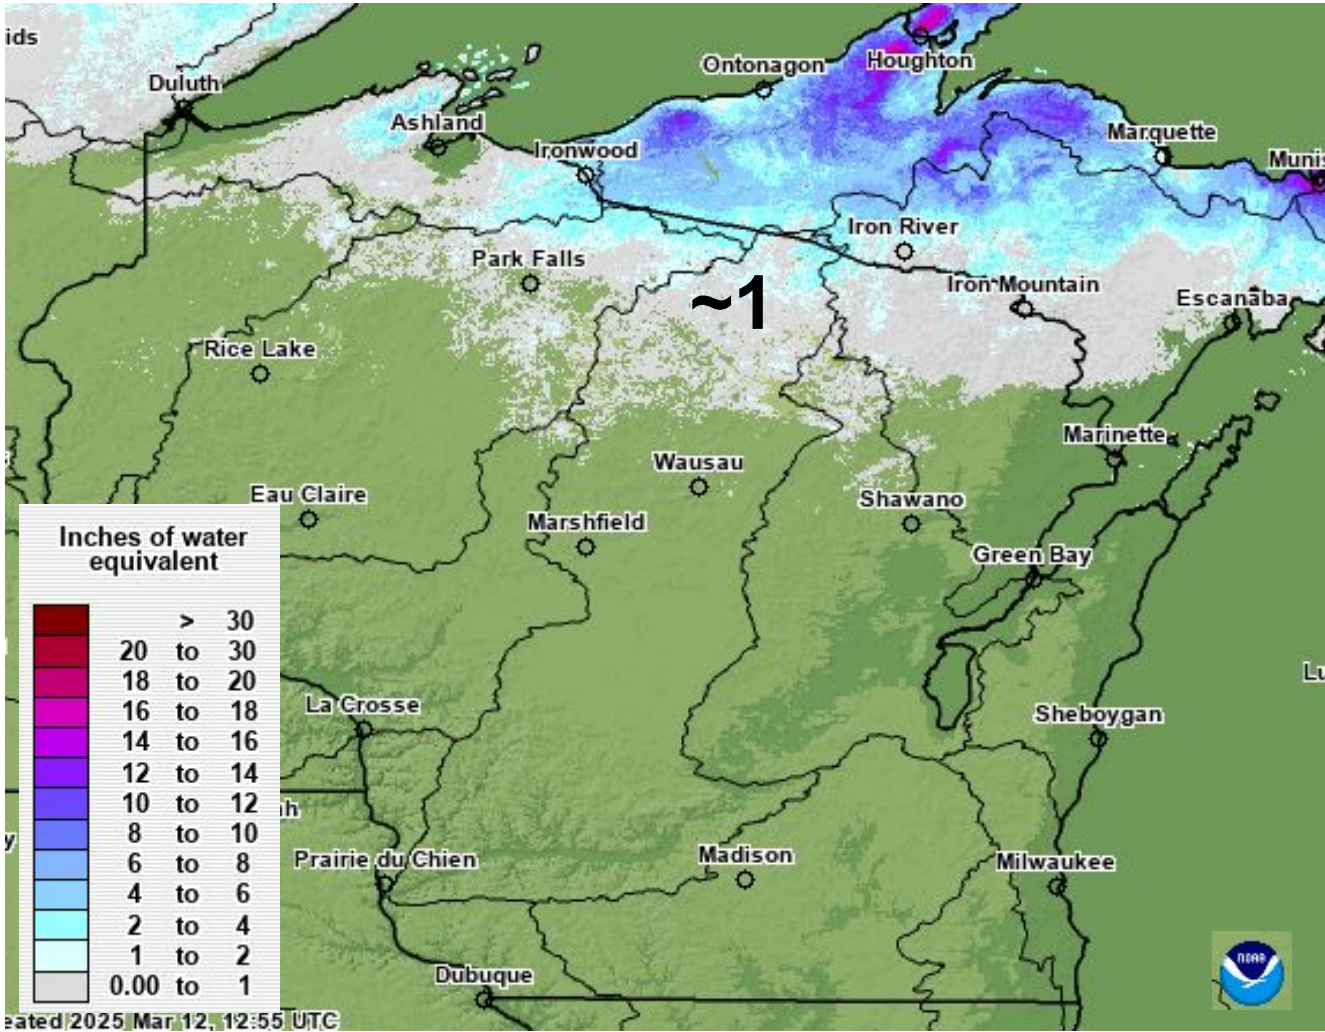 ids
Duluth
Ontonagon
Houghton
Ashland
Ironwood
Marquette
Munis
Iron River
Park Falls
~1
Iron Mountain
Escanaba
Rice Lake
Marinette
Wausau
Eau Claire
Shawano
Marshfield
Green Bay
Inches of water
equivalent
> 30
20 to 30
18 to 20
16 to 18
14 to 16
12 to 14
10 to 12
8 to 10
6 to 8
4 to 6
2 to 4
1 to 2
0.00 to 1
Lu
La Crosse
Sheboygan
ah
y
Prairie du Chien
Madison
Milwaukee
Dubuque
NOAA
eated 2025 Mar 12, 12:55 UTC